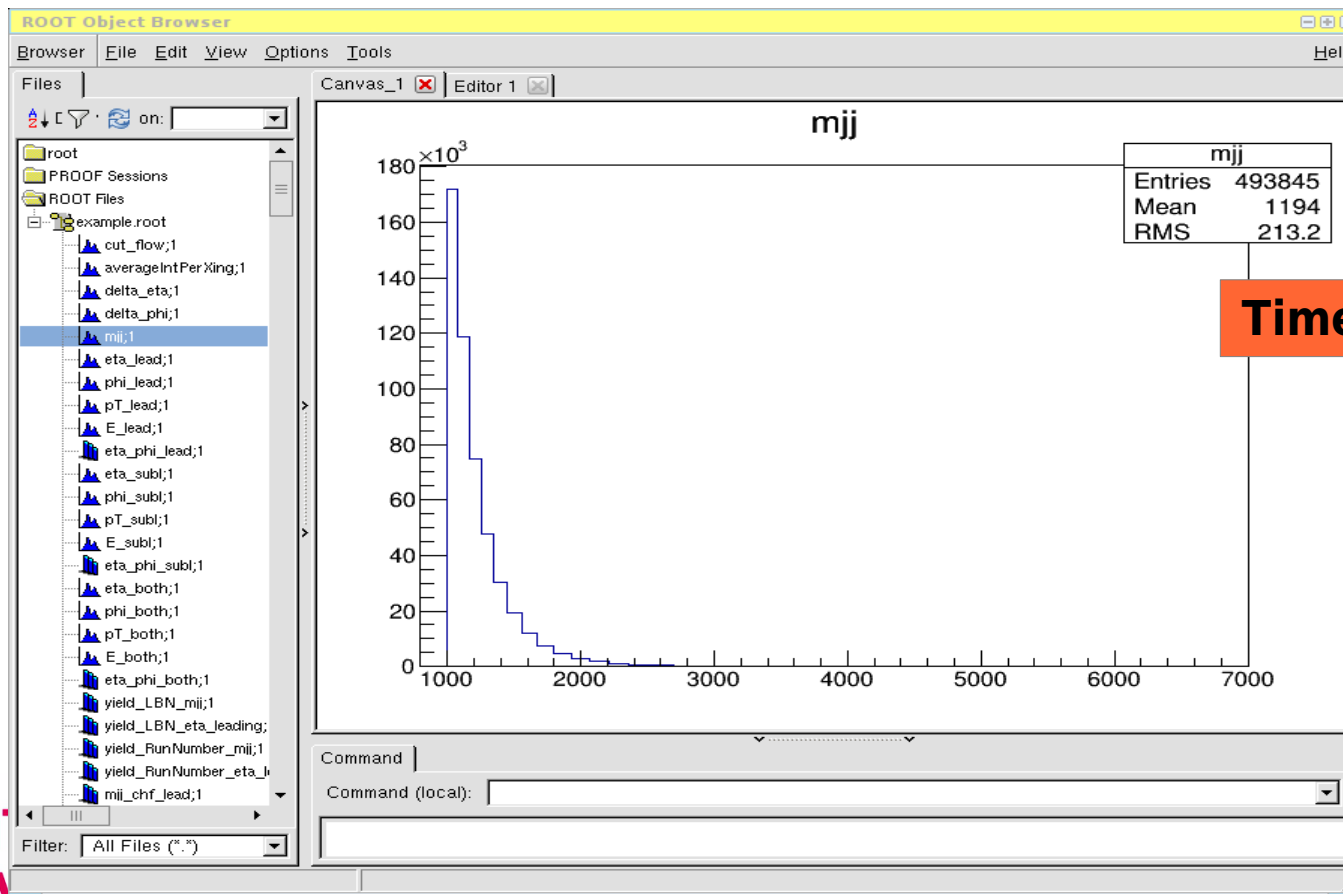 ROOT Object Browser
Browser File Edit View Options Tools Hel
Files
on:
root
PROOF Sessions
ROOT Files
example.root
cut_flow;1
averageIntPerXing;1
delta_eta;1
delta_phi;1
mjj;1
eta_lead;1
phi_lead;1
pT_lead;1
E_lead;1
eta_phi_lead;1
eta_subl;1
phi_subl;1
pT_subl;1
E_subl;1
eta_phi_subl;1
eta_both;1
phi_both;1
pT_both;1
E_both;1
eta_phi_both;1
yield_LBN_mjj;1
yield_LBN_eta_leading;
yield_RunNumber_mjj;1
yield_RunNumber_eta_l
mjj_chf_lead;1
Filter: All Files (*.*)
Canvas_1 Editor 1
mjj
×10³
180
160
140
120
100
80
60
40
20
0
1000 2000 3000 4000 5000 6000 7000
mjj
Entries 493845
Mean 1194
RMS 213.2
Time
Command
Command (local):